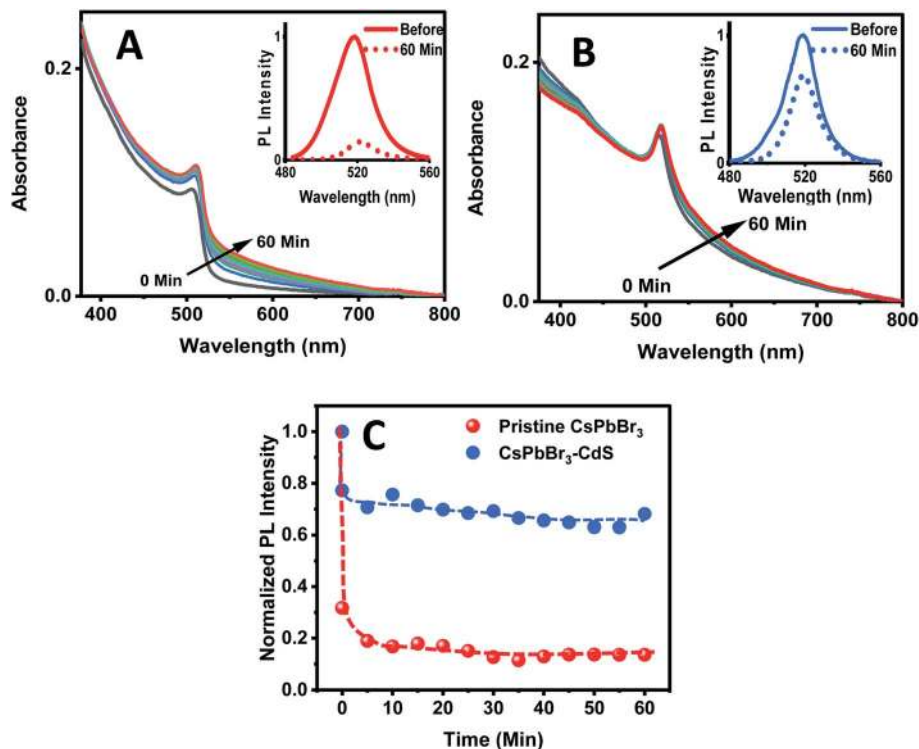 A
Before
60 Min
PL Intensity
1
0
480 520 560
Wavelength (nm)
Absorbance
0.2
0.0
60 Min
0 Min
400 500 600 700 800
Wavelength (nm)
B
Before
60 Min
PL Intensity
1
0
480 520 560
Wavelength (nm)
Absorbance
0.2
0.0
60 Min
0 Min
400 500 600 700 800
Wavelength (nm)
C
Pristine CsPbBr₃
CsPbBr₃-CdS
Normalized PL Intensity
1.0
0.8
0.6
0.4
0.2
0.0
0 10 20 30 40 50 60
Time (Min)